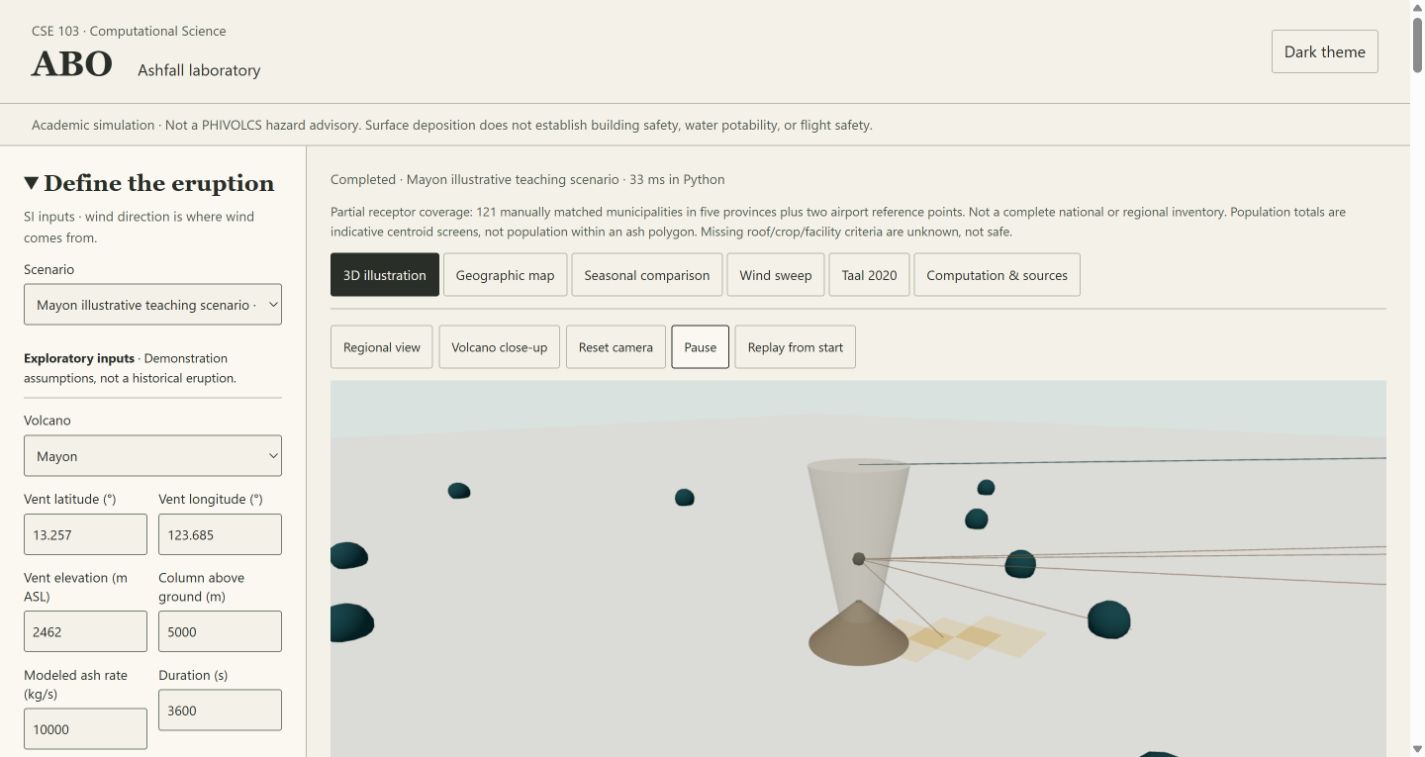 CSE 103 · Computational Science
ABO Ashfall laboratory
Dark theme
Academic simulation · Not a PHIVOLCS hazard advisory. Surface deposition does not establish building safety, water potability, or flight safety.
▼ Define the eruption
SI inputs · wind direction is where wind
comes from.
Scenario
Mayon illustrative teaching scenario ·
Exploratory inputs · Demonstration
assumptions, not a historical eruption.
Volcano
Mayon
Vent latitude (°) Vent longitude (°)
13.257 123.685
Vent elevation (m
ASL)
Column above
ground (m)
2462 5000
Modeled ash rate
(kg/s)
Duration (s)
10000
3600
Completed · Mayon illustrative teaching scenario · 33 ms in Python
Partial receptor coverage: 121 manually matched municipalities in five provinces plus two airport reference points. Not a complete national or regional inventory. Population totals are
indicative centroid screens, not population within an ash polygon. Missing roof/crop/facility criteria are unknown, not safe.
3D illustration Geographic map Seasonal comparison Wind sweep Taal 2020 Computation & sources
Regional view Volcano close-up Reset camera Pause Replay from start